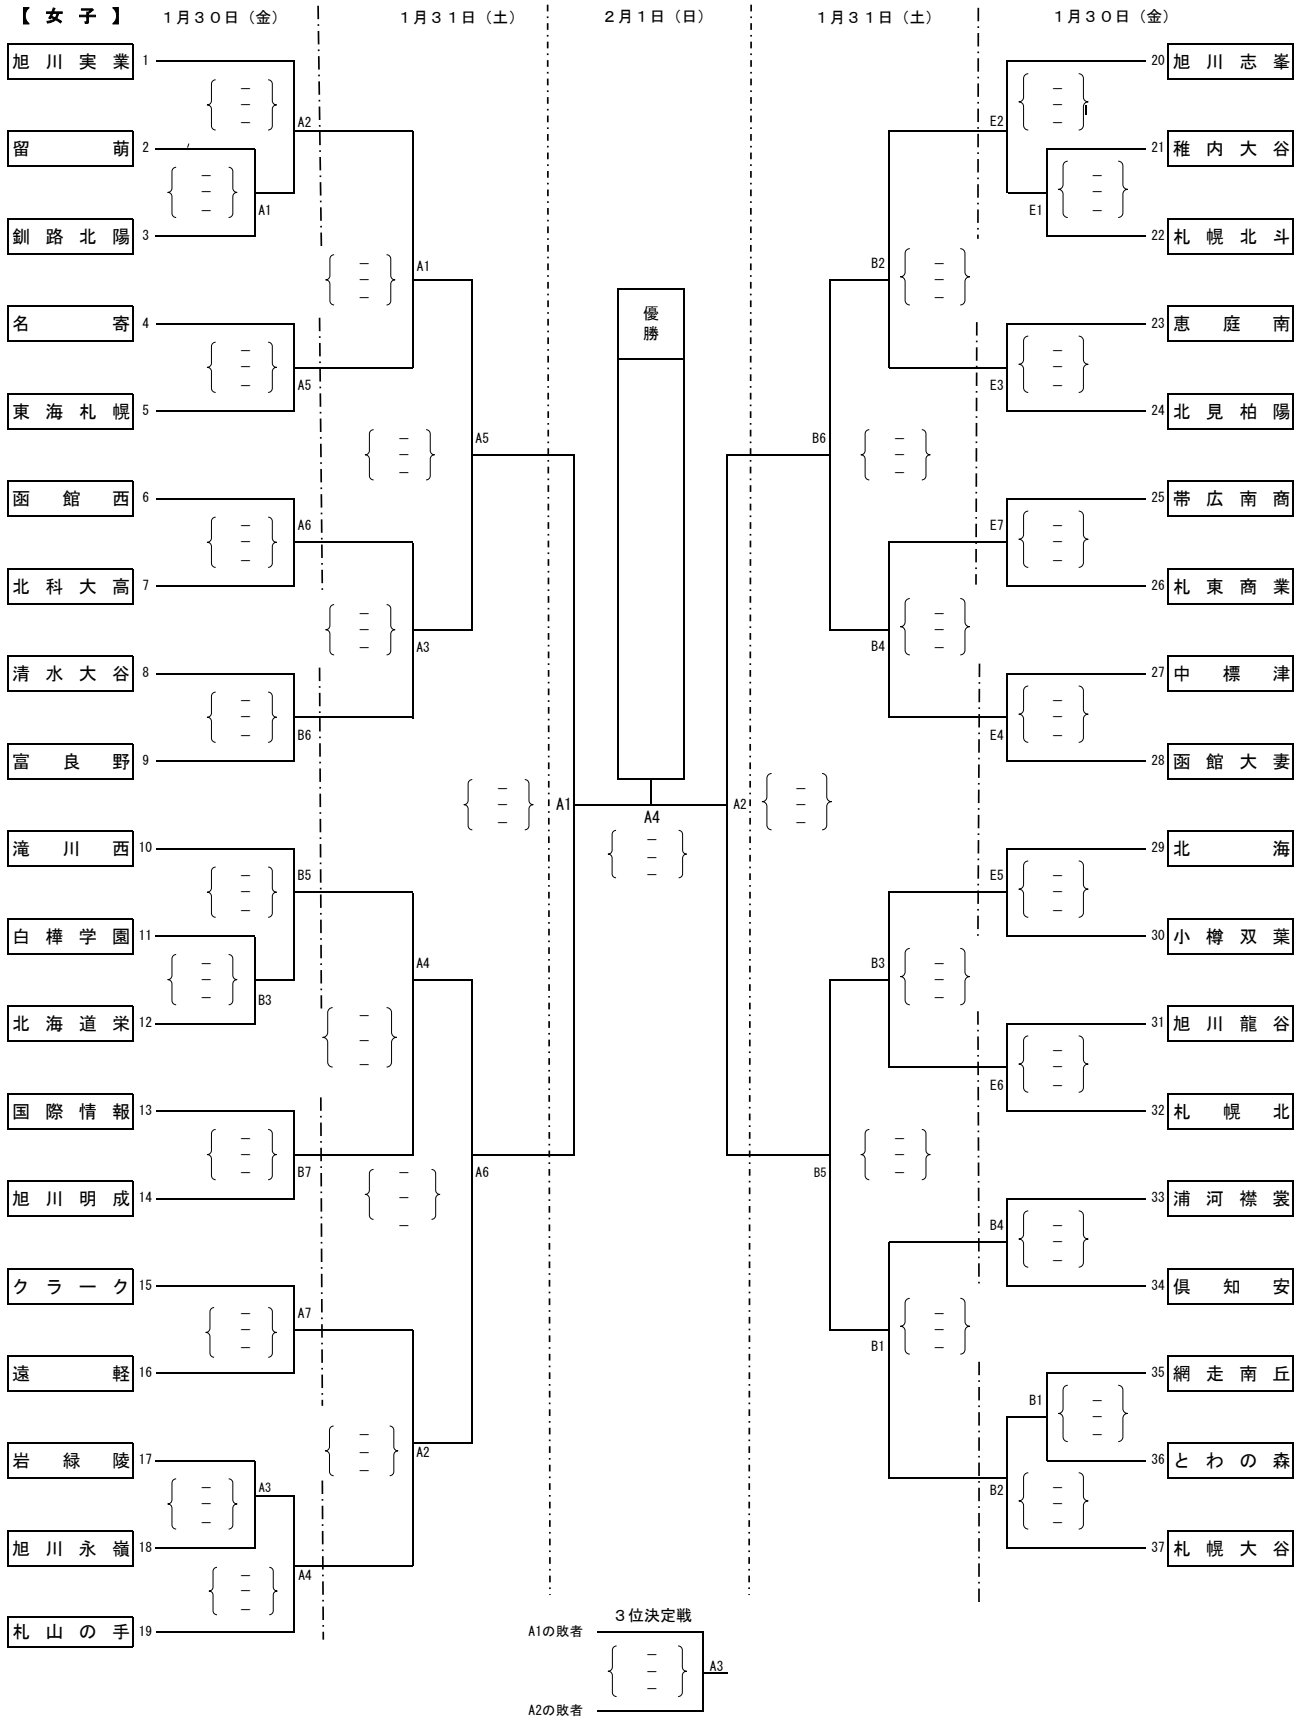 【 女 子 】 1月30日（金） 1月31日（土） 2月1日（日） 1月31日（土） 1月30日（金）
旭川実業 1
A2
留萌 2
A1
釧路北陽 3
A1
名寄 4
A5
東海札幌 5
A5
函館西 6
A6
北科大高 7
A3
清水大谷 8
B6
富良野 9
A1
滝川西 10
B5
白樺学園 11
A4
B3
北海道栄 12
国際情報 13
B7
A6
旭川明成 14
クラーク 15
A7
遠軽 16
A2
岩緑陵 17
A3
旭川永嶺 18
A4
札山の手 19
優勝
A4
20 旭川志峯
E2
21 稚内大谷
E1
22 札幌北斗
B2
23 恵庭南
E3
24 北見柏陽
B6
25 帯広南商
E7
26 札東商業
B4
27 中標津
E4
28 函館大妻
A2
29 北海
E5
30 小樽双葉
B3
31 旭川龍谷
E6
32 札幌北
B5
33 浦河襟裳
B4
34 倶知安
B1
35 網走南丘
B1
36 とわの森
B2
37 札幌大谷
3位決定戦
A1の敗者
A3
A2の敗者